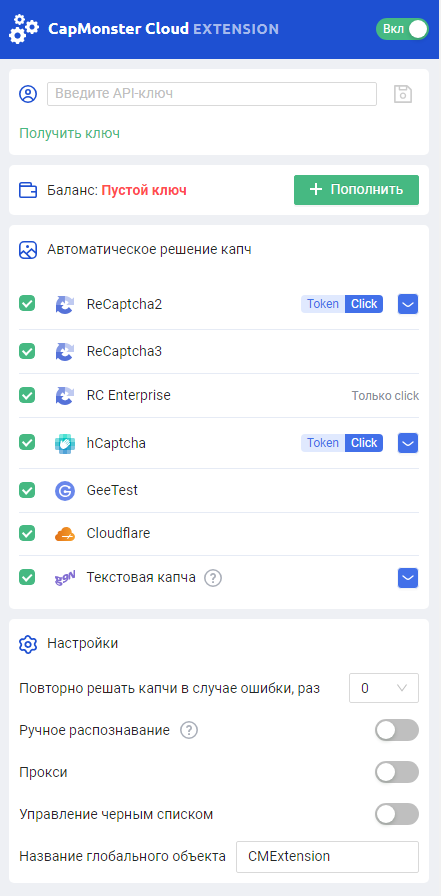 CapMonster Cloud EXTENSION
Вкл
Введите API-ключ
Получить ключ
Баланс: Пустой ключ
+ Пополнить
Автоматическое решение капч
ReCaptcha2 Token Click
ReCaptcha3
RC Enterprise Только click
hCaptcha Token Click
GeeTest
Cloudflare
Текстовая капча ?
Настройки
Повторно решать капчи в случае ошибки, раз 0
Ручное распознавание ?
Прокси
Управление черным списком
Название глобального объекта CMExtension